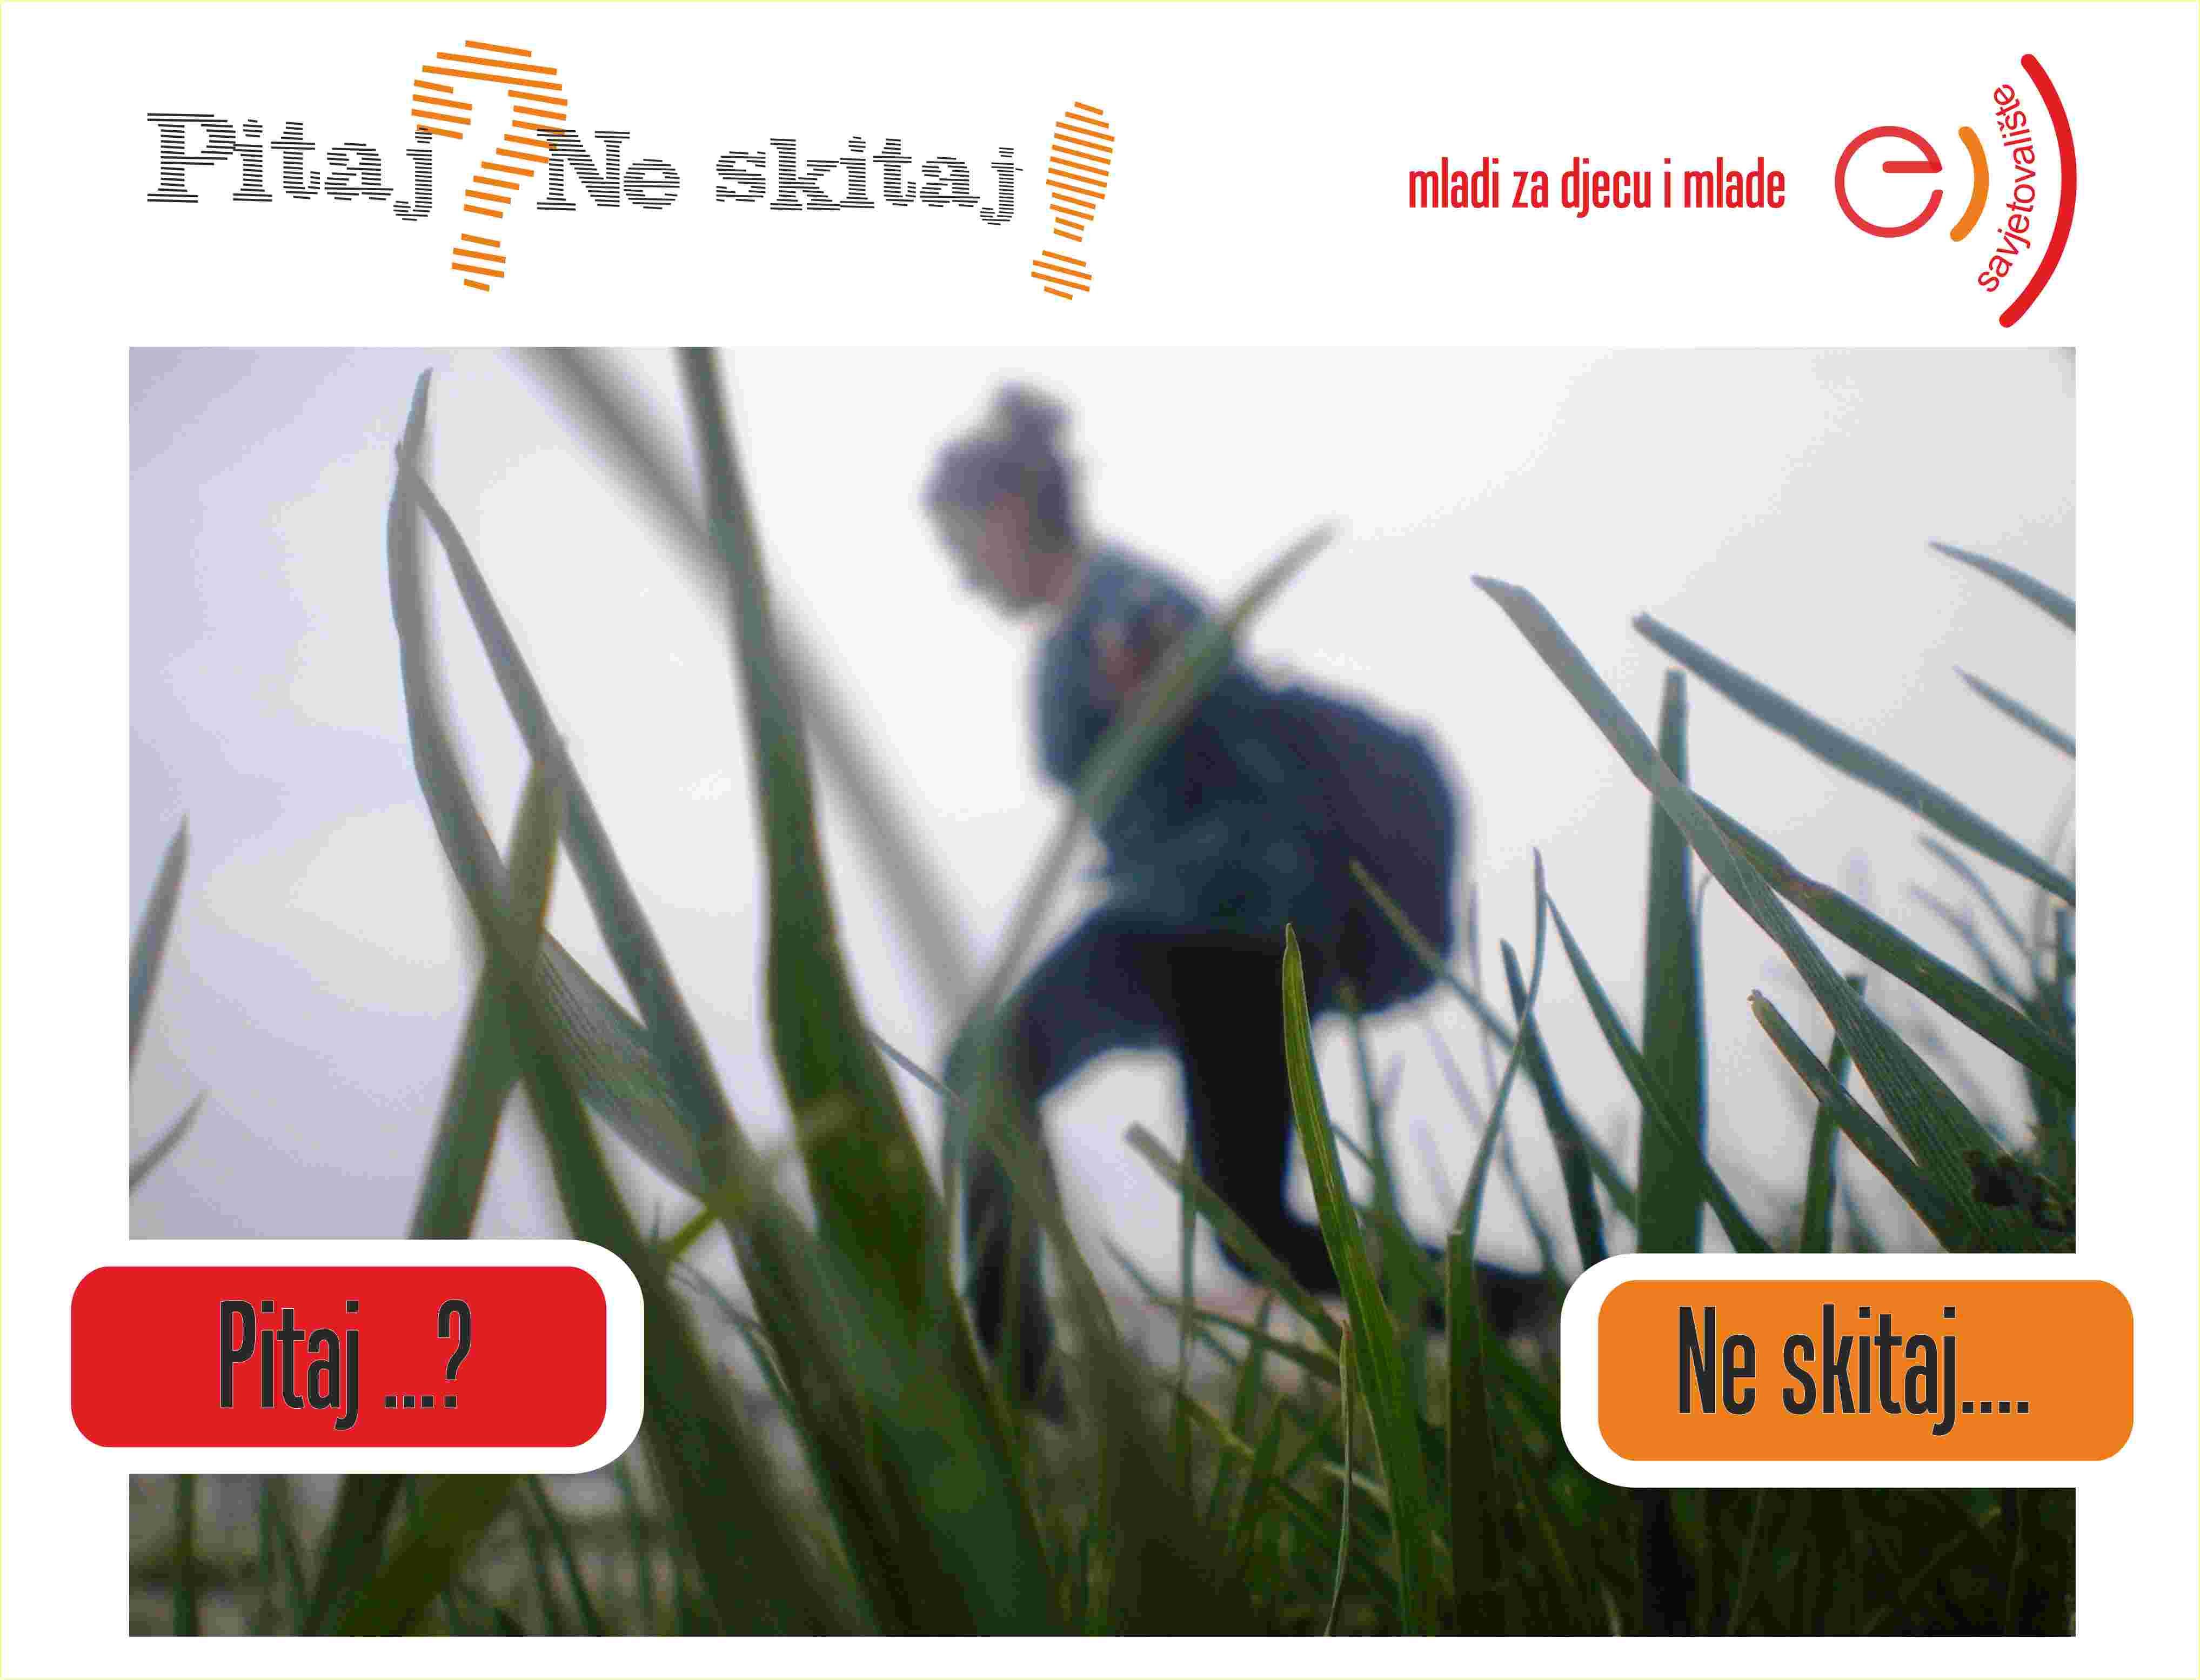 Pitaj? Ne skitaj!
mladi za djecu i mlade
e savjetovalište
Pitaj ...?
Ne skitaj....